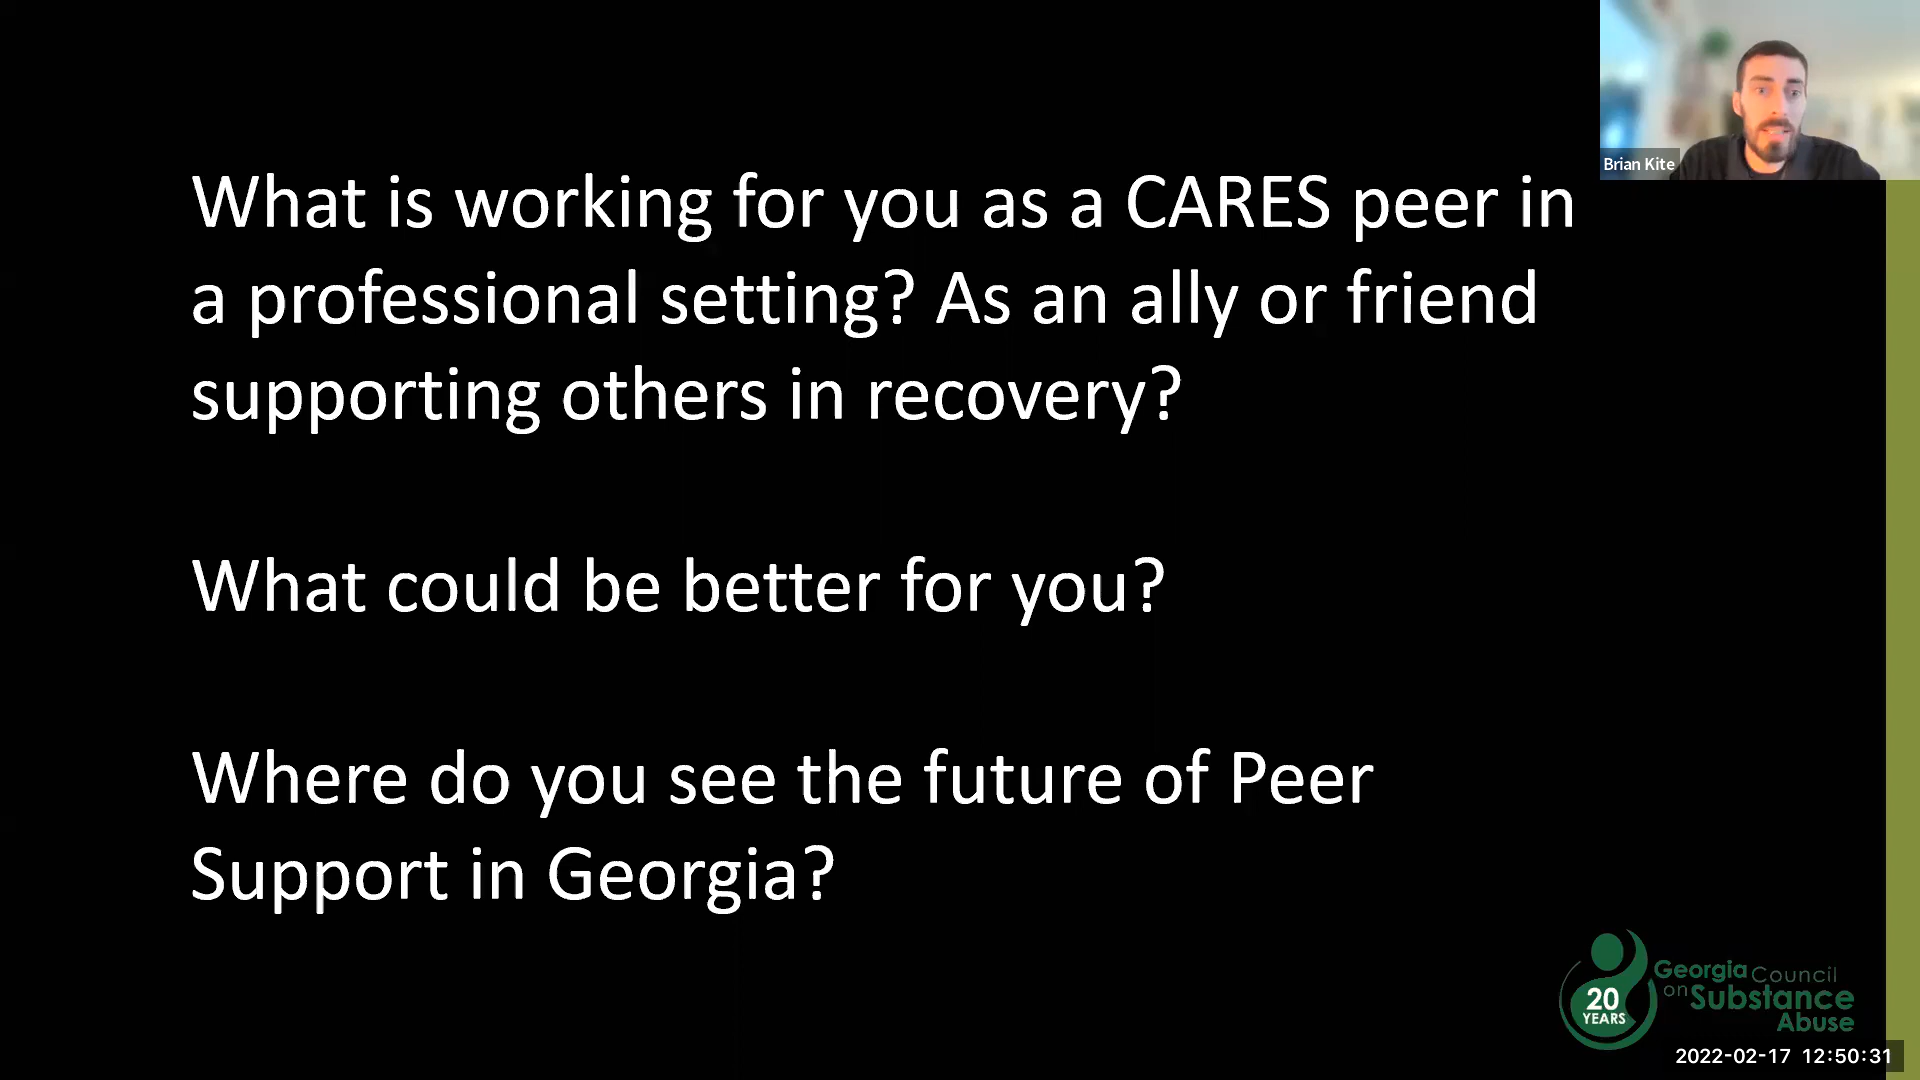 Brian Kite
What is working for you as a CARES peer in
a professional setting? As an ally or friend
supporting others in recovery?
What could be better for you?
Where do you see the future of Peer
Support in Georgia?
20
YEARS
Georgia Council
on Substance
Abuse
2022-02-17 12:50:31